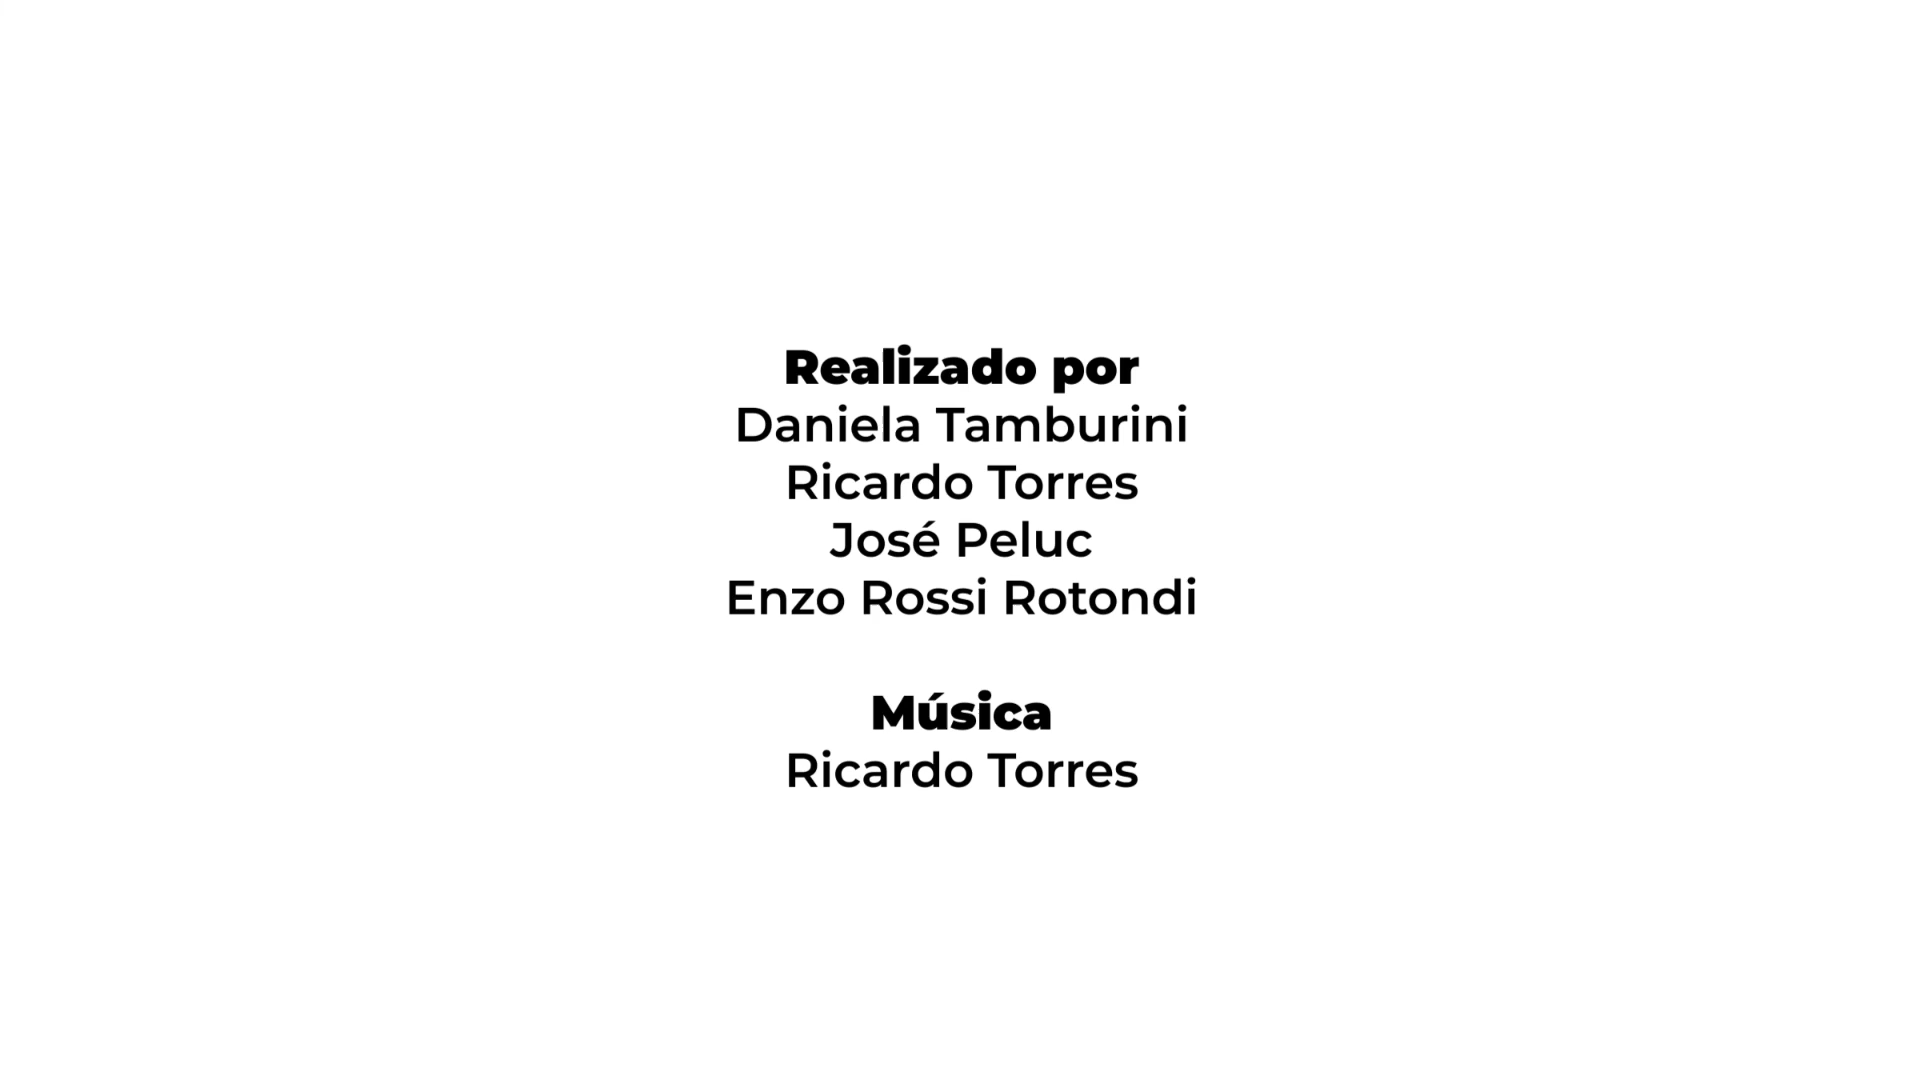 Realizado por
Daniela Tamburini
Ricardo Torres
José Peluc
Enzo Rossi Rotondi
Música
Ricardo Torres